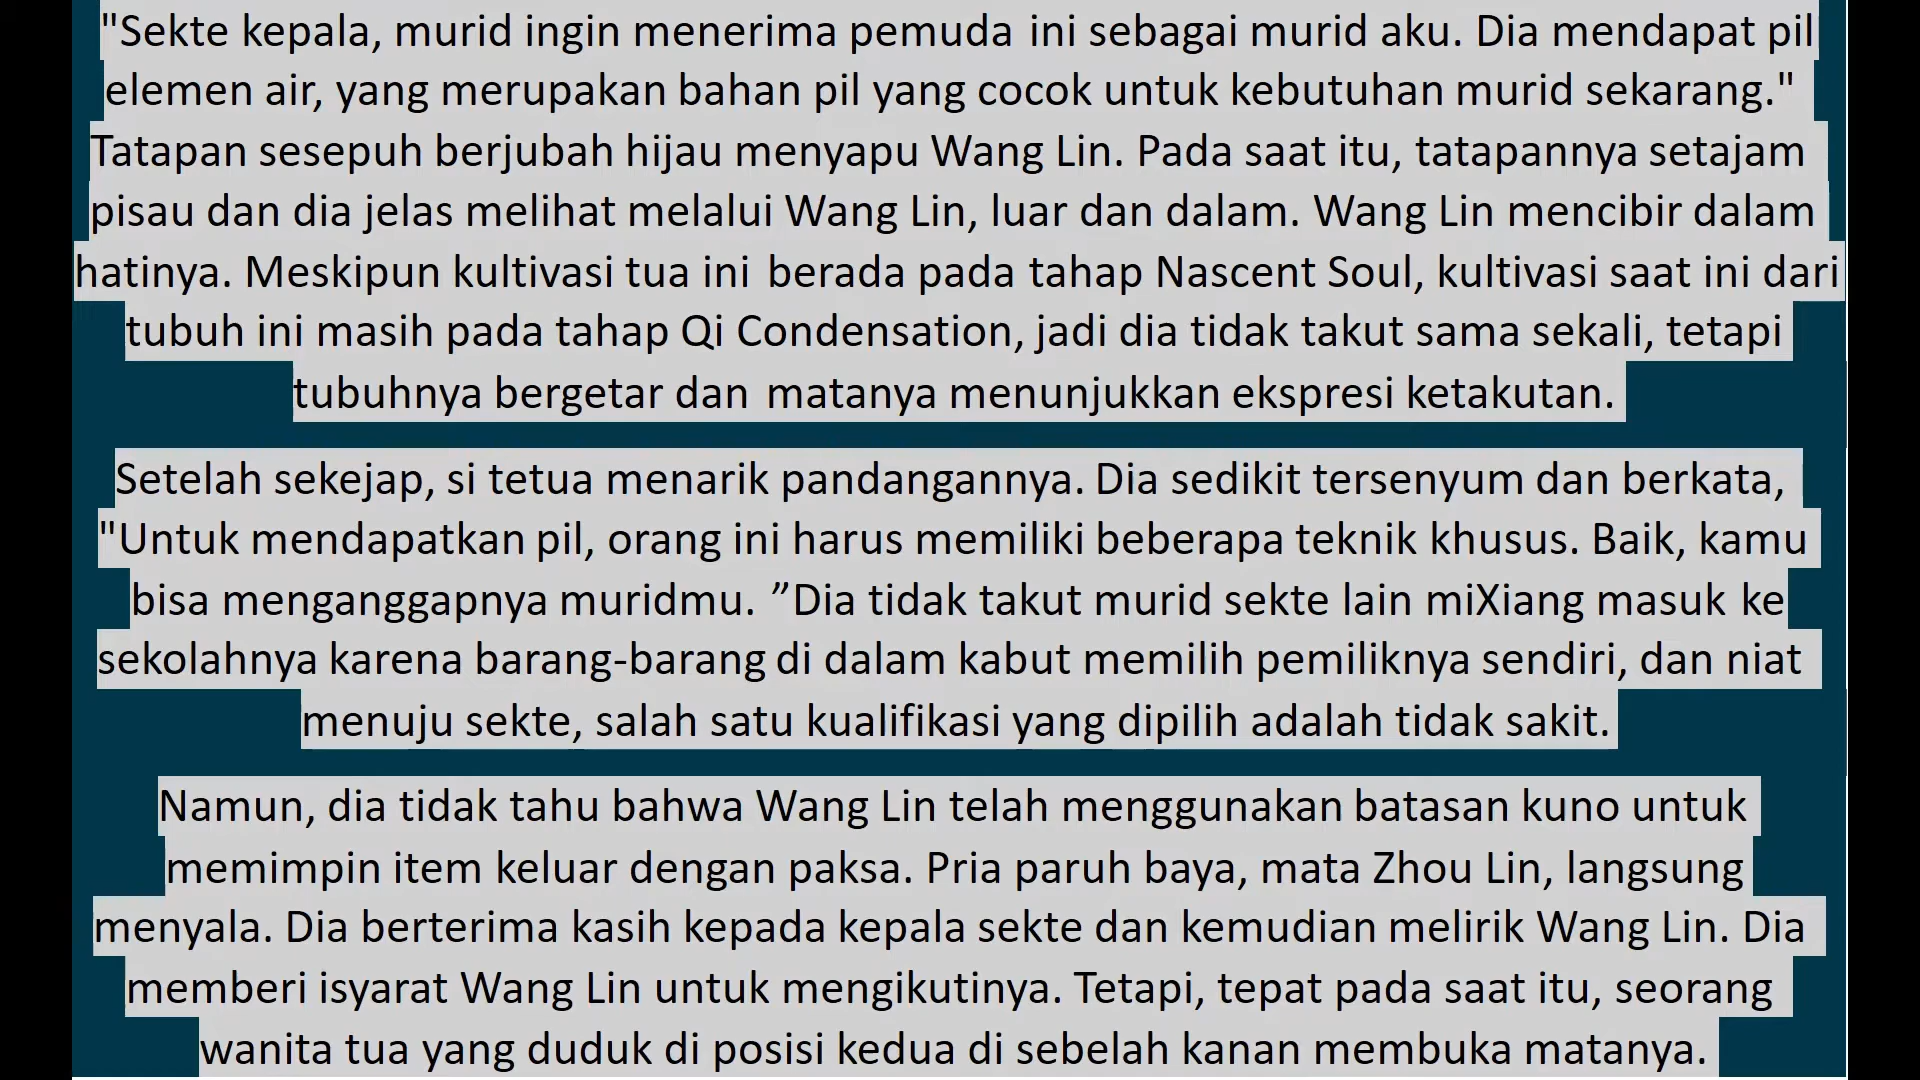 "Sekte kepala, murid ingin menerima pemuda ini sebagai murid aku. Dia mendapat pil
elemen air, yang merupakan bahan pil yang cocok untuk kebutuhan murid sekarang."
Tatapan sesepuh berjubah hijau menyapu Wang Lin. Pada saat itu, tatapannya setajam
pisau dan dia jelas melihat melalui Wang Lin, luar dan dalam. Wang Lin mencibir dalam
hatinya. Meskipun kultivasi tua ini berada pada tahap Nascent Soul, kultivasi saat ini dari
tubuh ini masih pada tahap Qi Condensation, jadi dia tidak takut sama sekali, tetapi
tubuhnya bergetar dan matanya menunjukkan ekspresi ketakutan.
Setelah sekejap, si tetua menarik pandangannya. Dia sedikit tersenyum dan berkata,
"Untuk mendapatkan pil, orang ini harus memiliki beberapa teknik khusus. Baik, kamu
bisa menganggapnya muridmu. ”Dia tidak takut murid sekte lain miXiang masuk ke
sekolahnya karena barang-barang di dalam kabut memilih pemiliknya sendiri, dan niat
menuju sekte, salah satu kualifikasi yang dipilih adalah tidak sakit.
Namun, dia tidak tahu bahwa Wang Lin telah menggunakan batasan kuno untuk
memimpin item keluar dengan paksa. Pria paruh baya, mata Zhou Lin, langsung
menyala. Dia berterima kasih kepada kepala sekte dan kemudian melirik Wang Lin. Dia
memberi isyarat Wang Lin untuk mengikutinya. Tetapi, tepat pada saat itu, seorang
wanita tua yang duduk di posisi kedua di sebelah kanan membuka matanya.